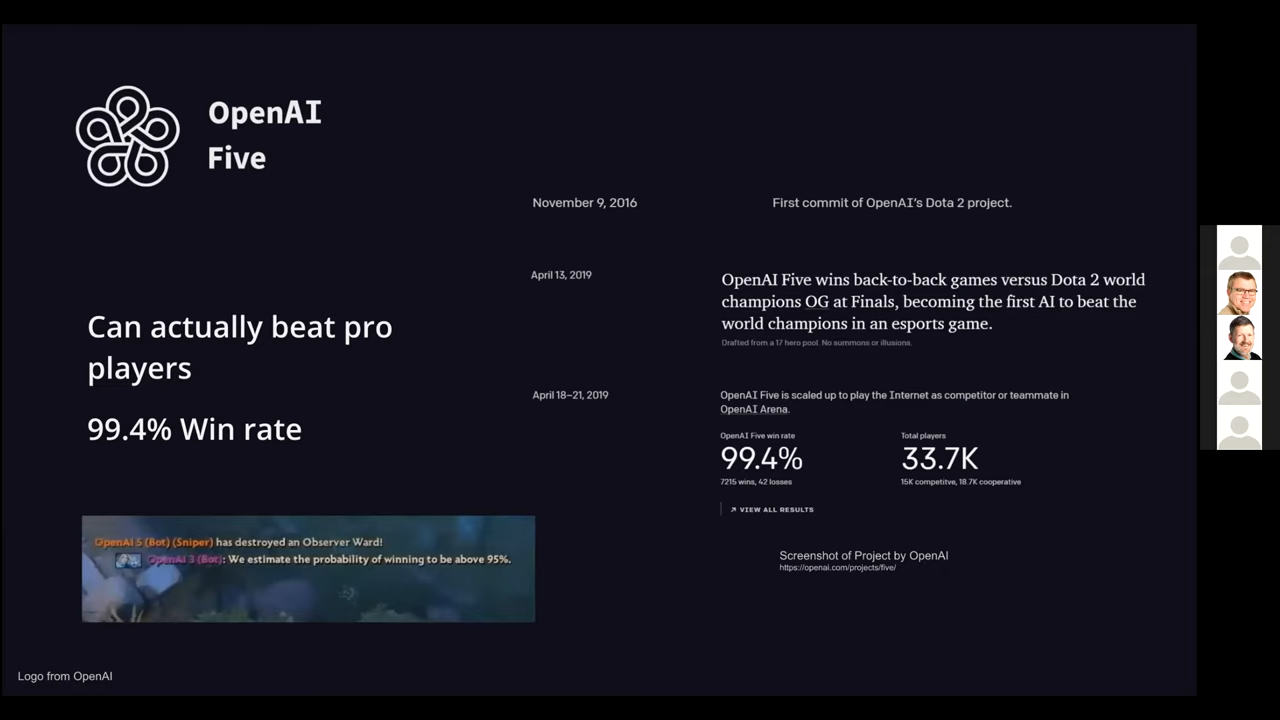 OpenAI
Five
November 9, 2016
First commit of OpenAI's Dota 2 project.
April 13, 2019
OpenAI Five wins back-to-back games versus Dota 2 world
champions OG at Finals, becoming the first AI to beat the
world champions in an esports game.
Drafted from a 17 hero pool. No summons or illusions.
Can actually beat pro
players
99.4% Win rate
April 18–21, 2019
OpenAI Five is scaled up to play the Internet as competitor or teammate in
OpenAI Arena.
OpenAI Five win rate
Total players
99.4%
33.7K
7215 wins, 42 losses
15K competitve, 18.7K cooperative
↗ VIEW ALL RESULTS
OpenAI 5 (Bot) (Sniper) has destroyed an Observer Ward!
OpenAI 3 (Bot): We estimate the probability of winning to be above 95%.
Screenshot of Project by OpenAI
https://openai.com/projects/five/
Logo from OpenAI